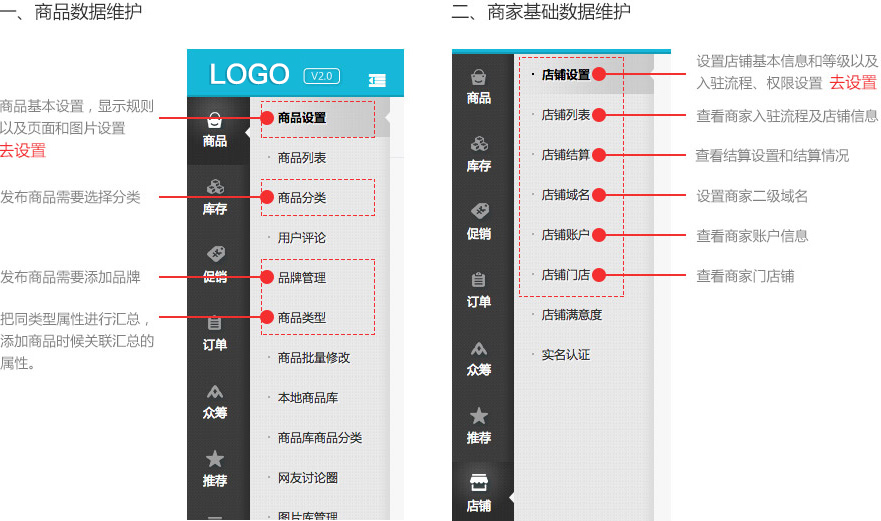 一、商品数据维护
LOGO V2.0
商品基本设置，显示规则
以及页面和图片设置
去设置
发布商品需要选择分类
发布商品需要添加品牌
把同类型属性进行汇总，
添加商品时候关联汇总的
属性。
商品
库存
促销
订单
众筹
推荐
商品设置
商品列表
商品分类
用户评论
品牌管理
商品类型
商品批量修改
本地商品库
商品库商品分类
网友讨论圈
图片库管理
二、商家基础数据维护
商品
库存
促销
订单
众筹
推荐
店铺
店铺设置
店铺列表
店铺结算
店铺域名
店铺账户
店铺门店
店铺满意度
实名认证
设置店铺基本信息和等级以及
入驻流程、权限设置 去设置
查看商家入驻流程及店铺信息
查看结算设置和结算情况
设置商家二级域名
查看商家账户信息
查看商家门店铺